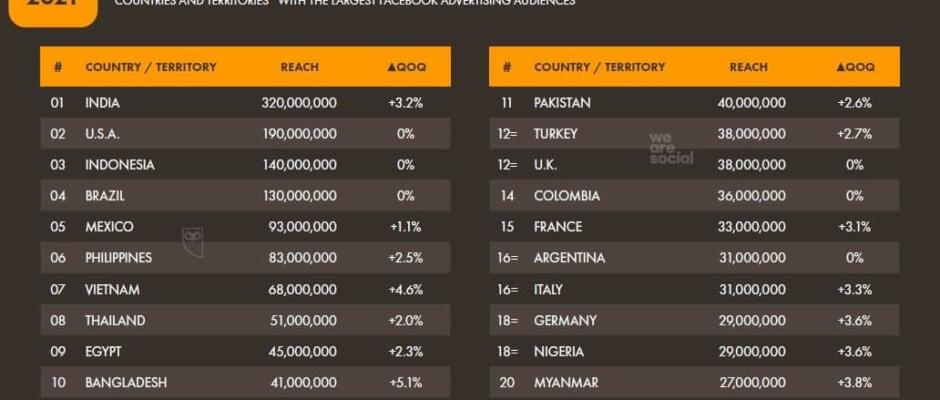 2021
COUNTRIES AND TERRITORIES* WITH THE LARGEST FACEBOOK ADVERTISING AUDIENCES
# COUNTRY / TERRITORY REACH ▲QOQ
01 INDIA 320,000,000 +3.2%
02 U.S.A. 190,000,000 0%
03 INDONESIA 140,000,000 0%
04 BRAZIL 130,000,000 0%
05 MEXICO 93,000,000 +1.1%
06 PHILIPPINES 83,000,000 +2.5%
07 VIETNAM 68,000,000 +4.6%
08 THAILAND 51,000,000 +2.0%
09 EGYPT 45,000,000 +2.3%
10 BANGLADESH 41,000,000 +5.1%
# COUNTRY / TERRITORY REACH ▲QOQ
11 PAKISTAN 40,000,000 +2.6%
12= TURKEY 38,000,000 +2.7%
12= U.K. 38,000,000 0%
14 COLOMBIA 36,000,000 0%
15 FRANCE 33,000,000 +3.1%
16= ARGENTINA 31,000,000 0%
16= ITALY 31,000,000 +3.3%
18= GERMANY 29,000,000 +3.6%
18= NIGERIA 29,000,000 +3.6%
20 MYANMAR 27,000,000 +3.8%
we
are
social